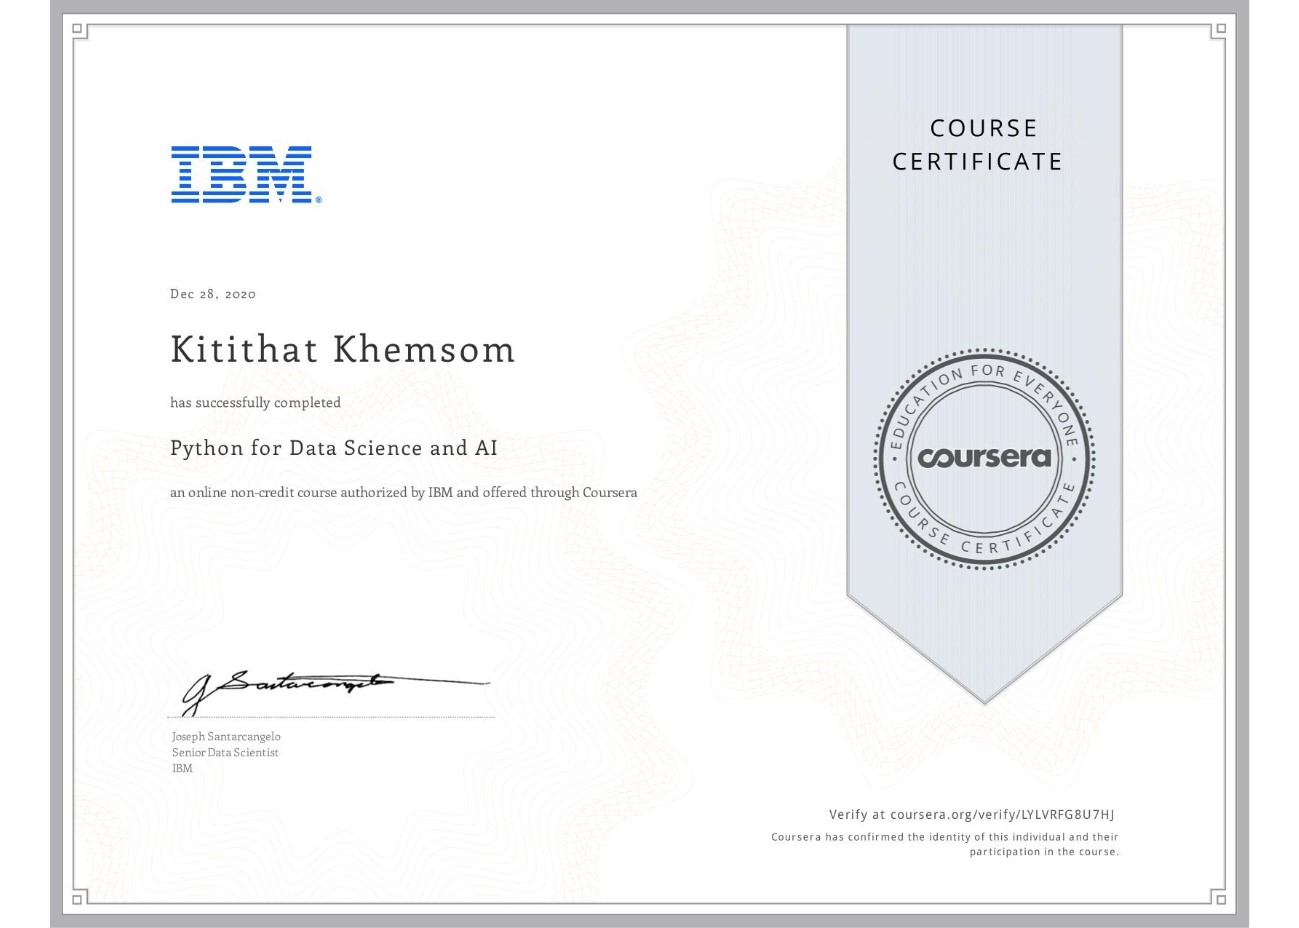 COURSE
CERTIFICATE
IBM®
Dec 28, 2020
Kitithat Khemsom
has successfully completed
Python for Data Science and AI
an online non-credit course authorized by IBM and offered through Coursera
EDUCATION FOR EVERYONE
coursera
COURSE CERTIFICATE
Joseph Santarcangelo
Senior Data Scientist
IBM
Verify at coursera.org/verify/LYLVRFG8U7HJ
Coursera has confirmed the identity of this individual and their
participation in the course.